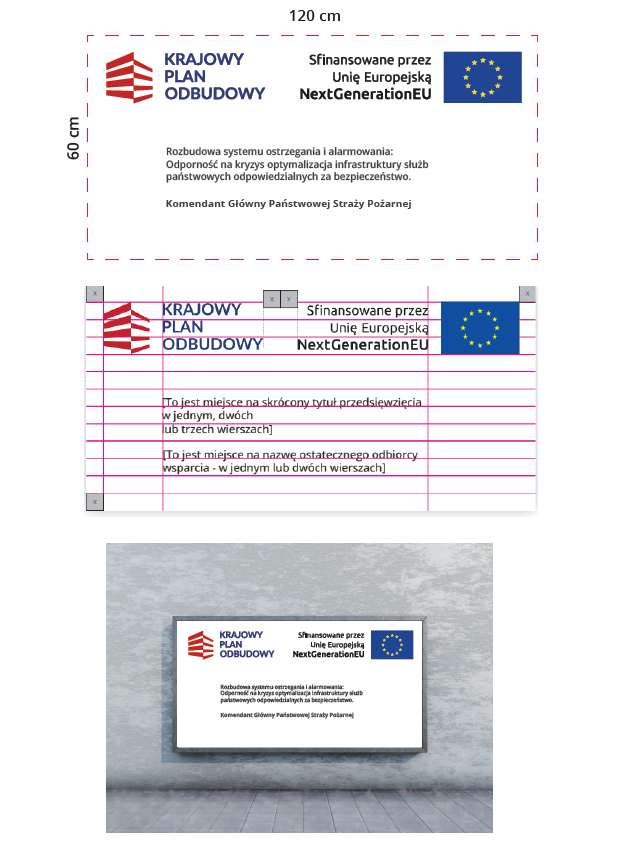 120 cm
60 cm
KRAJOWY
PLAN
ODBUDOWY
Sfinansowane przez
Unię Europejską
NextGenerationEU
Rozbudowa systemu ostrzegania i alarmowania:
Odporność na kryzys optymalizacja infrastruktury służb
państwowych odpowiedzialnych za bezpieczeństwo.
Komendant Główny Państwowej Straży Pożarnej
x
x x
x
KRAJOWY
PLAN
ODBUDOWY
Sfinansowane przez
Unię Europejską
NextGenerationEU
[To jest miejsce na skrócony tytuł przedsięwzięcia
w jednym, dwóch
lub trzech wierszach]
[To jest miejsce na nazwę ostatecznego odbiorcy
wsparcia - w jednym lub dwóch wierszach]
x
KRAJOWY
PLAN
ODBUDOWY
Sfinansowane przez
Unię Europejską
NextGenerationEU
Rozbudowa systemu ostrzegania i alarmowania:
Odporność na kryzys optymalizacja infrastruktury służb
państwowych odpowiedzialnych za bezpieczeństwo.
Komendant Główny Państwowej Straży Pożarnej